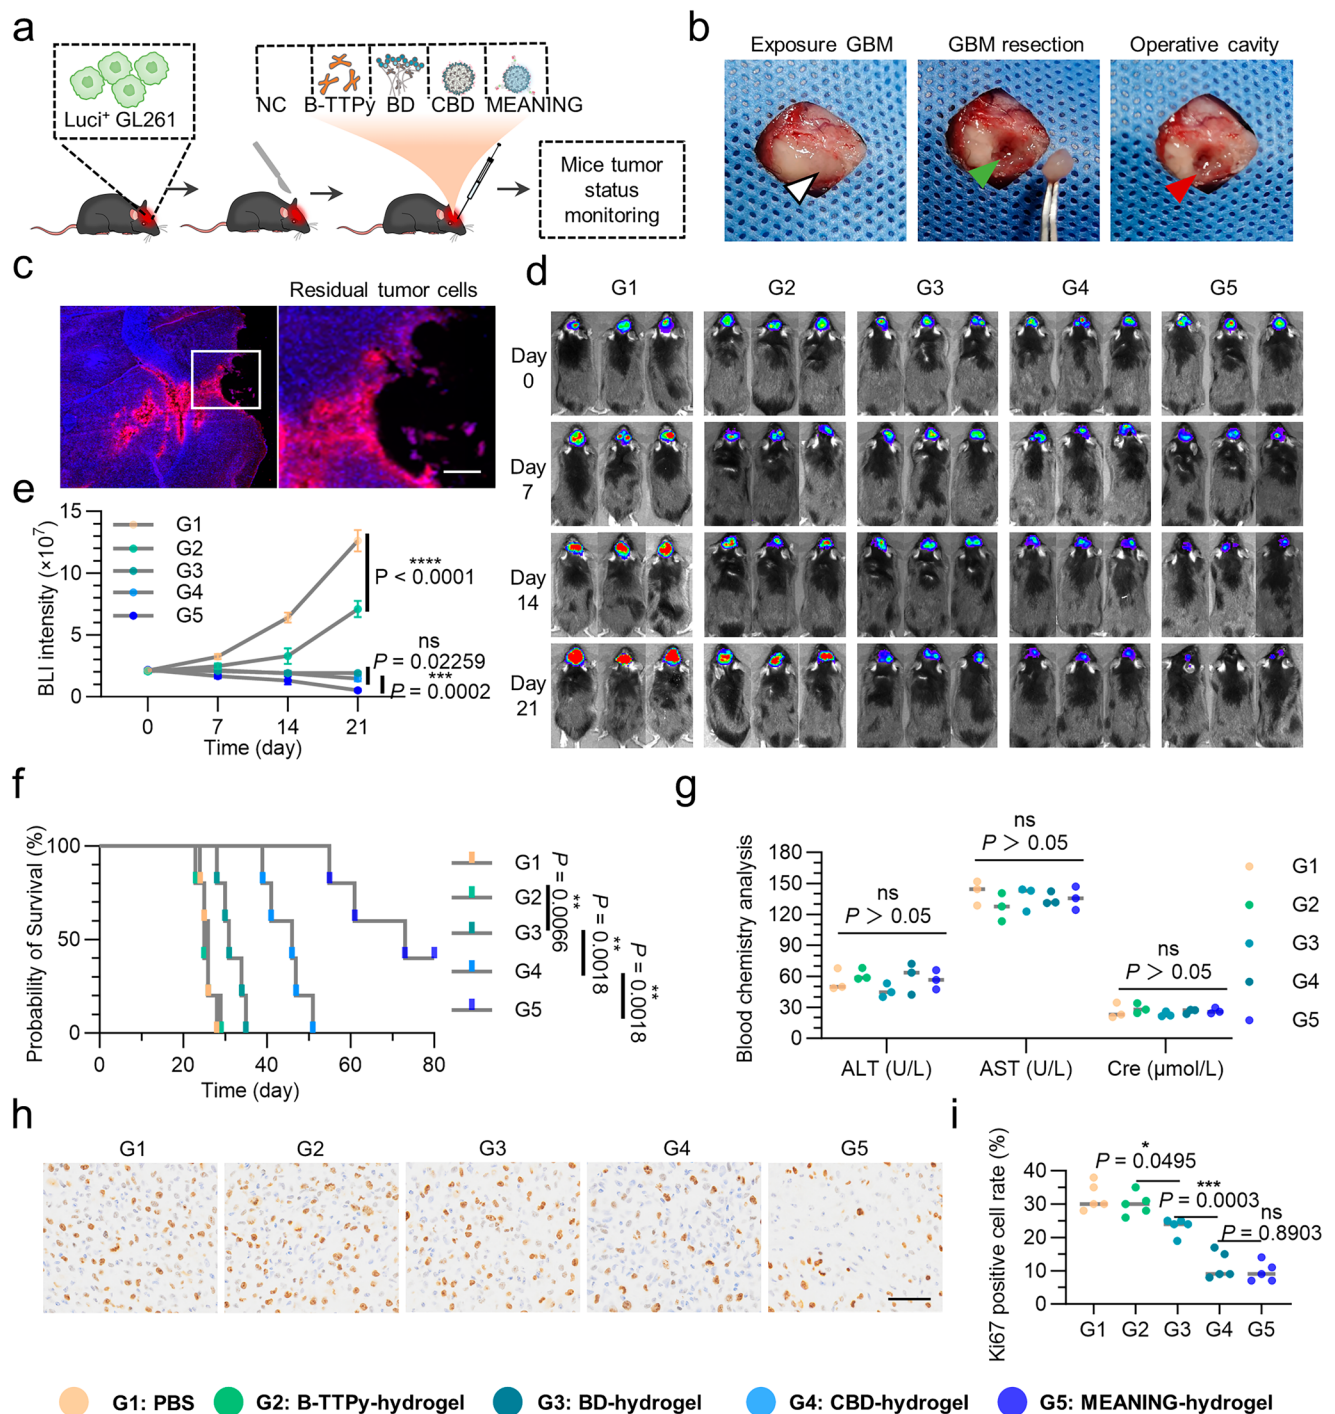 a
Luci⁺ GL261
NC B-TTPy BD CBD MEANING
Mice tumor
status
monitoring
b
Exposure GBM GBM resection Operative cavity
c
Residual tumor cells
d
G1 G2 G3 G4 G5
Day
0
Day
7
Day
14
Day
21
e
BLI intensity (×10⁷)
15
10
5
0
G1
G2
G3
G4
G5
****
P < 0.0001
ns
P = 0.02259
***
P = 0.0002
0 7 14 21
Time (day)
f
Probability of Survival (%)
100
50
0
0 20 40 60 80
Time (day)
G1
G2
G3
G4
G5
P = 0.0066
**
P = 0.0018
**
P = 0.0018
**
g
Blood chemistry analysis
180
150
120
90
60
30
0
ns
P > 0.05
ns
P > 0.05
ns
P > 0.05
ALT (U/L) AST (U/L) Cre (μmol/L)
G1
G2
G3
G4
G5
h
G1 G2 G3 G4 G5
i
Ki67 positive cell rate (%)
40
30
20
10
0
*
P = 0.0495
***
P = 0.0003
ns
P = 0.8903
G1 G2 G3 G4 G5
G1: PBS G2: B-TTPy-hydrogel G3: BD-hydrogel G4: CBD-hydrogel G5: MEANING-hydrogel